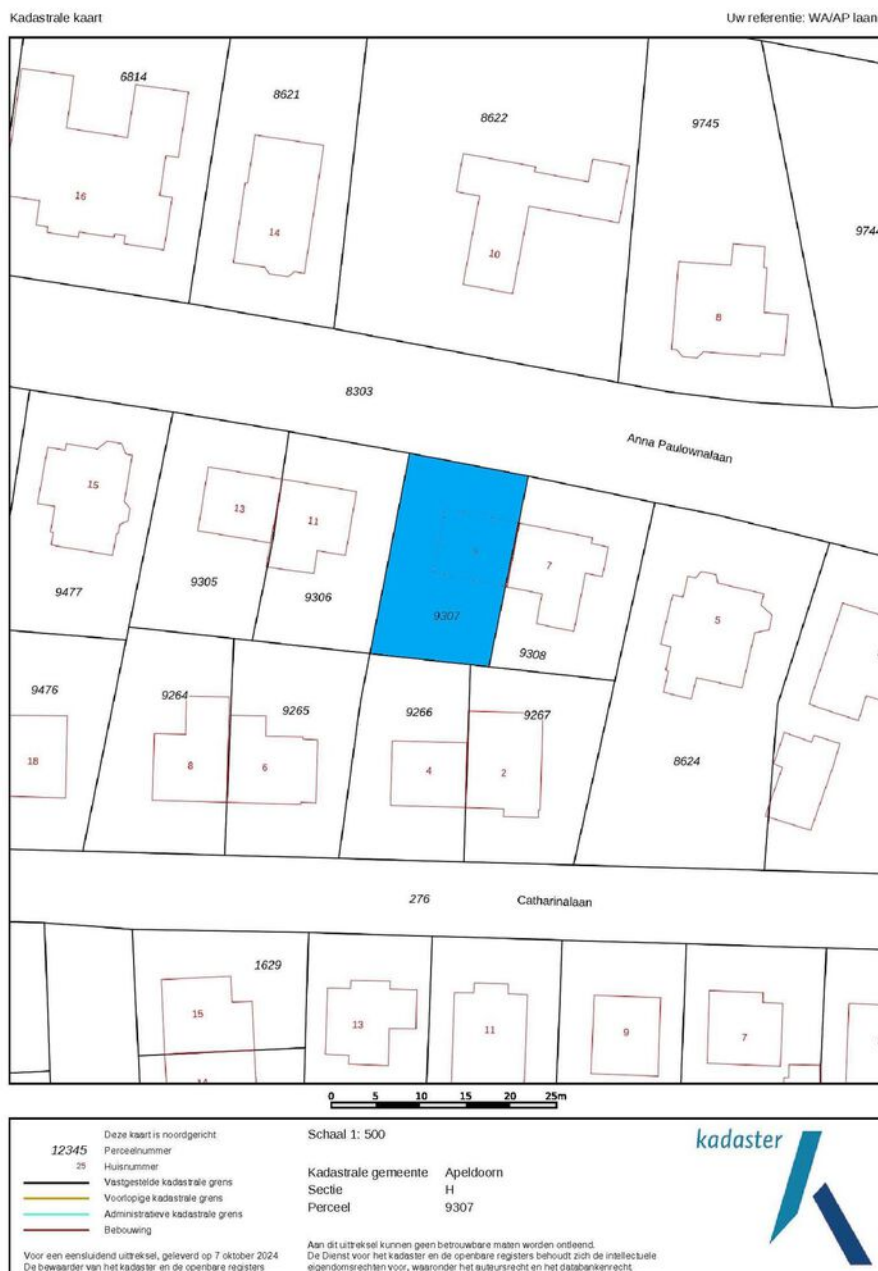 Kadastrale kaart
Uw referentie: WA/AP laan
6814
8621
8622
9745
9744
16
14
10
8
8303
Anna Paulownalaan
15
13
11
7
5
9477
9305
9306
9307
9308
9476
9264
9265
9266
9267
8624
18
8
6
4
2
276
Catharinalaan
1629
15
13
11
9
7
0 5 10 15 20 25m
Deze kaart is noordgericht
12345 Perceelnummer
25 Huisnummer
Vastgestelde kadastrale grens
Voorlopige kadastrale grens
Administratieve kadastrale grens
Bebouwing
Voor een eensluidend uittreksel, geleverd op 7 oktober 2024
De bewaarder van het kadaster en de openbare registers
Schaal 1: 500
Kadastrale gemeente Apeldoorn
Sectie H
Perceel 9307
Aan dit uittreksel kunnen geen betrouwbare maten worden ontleend.
De Dienst voor het kadaster en de openbare registers behoudt zich de intellectuele
eigendomsrechten voor, waaronder het auteursrecht en het databankenrecht.
kadaster